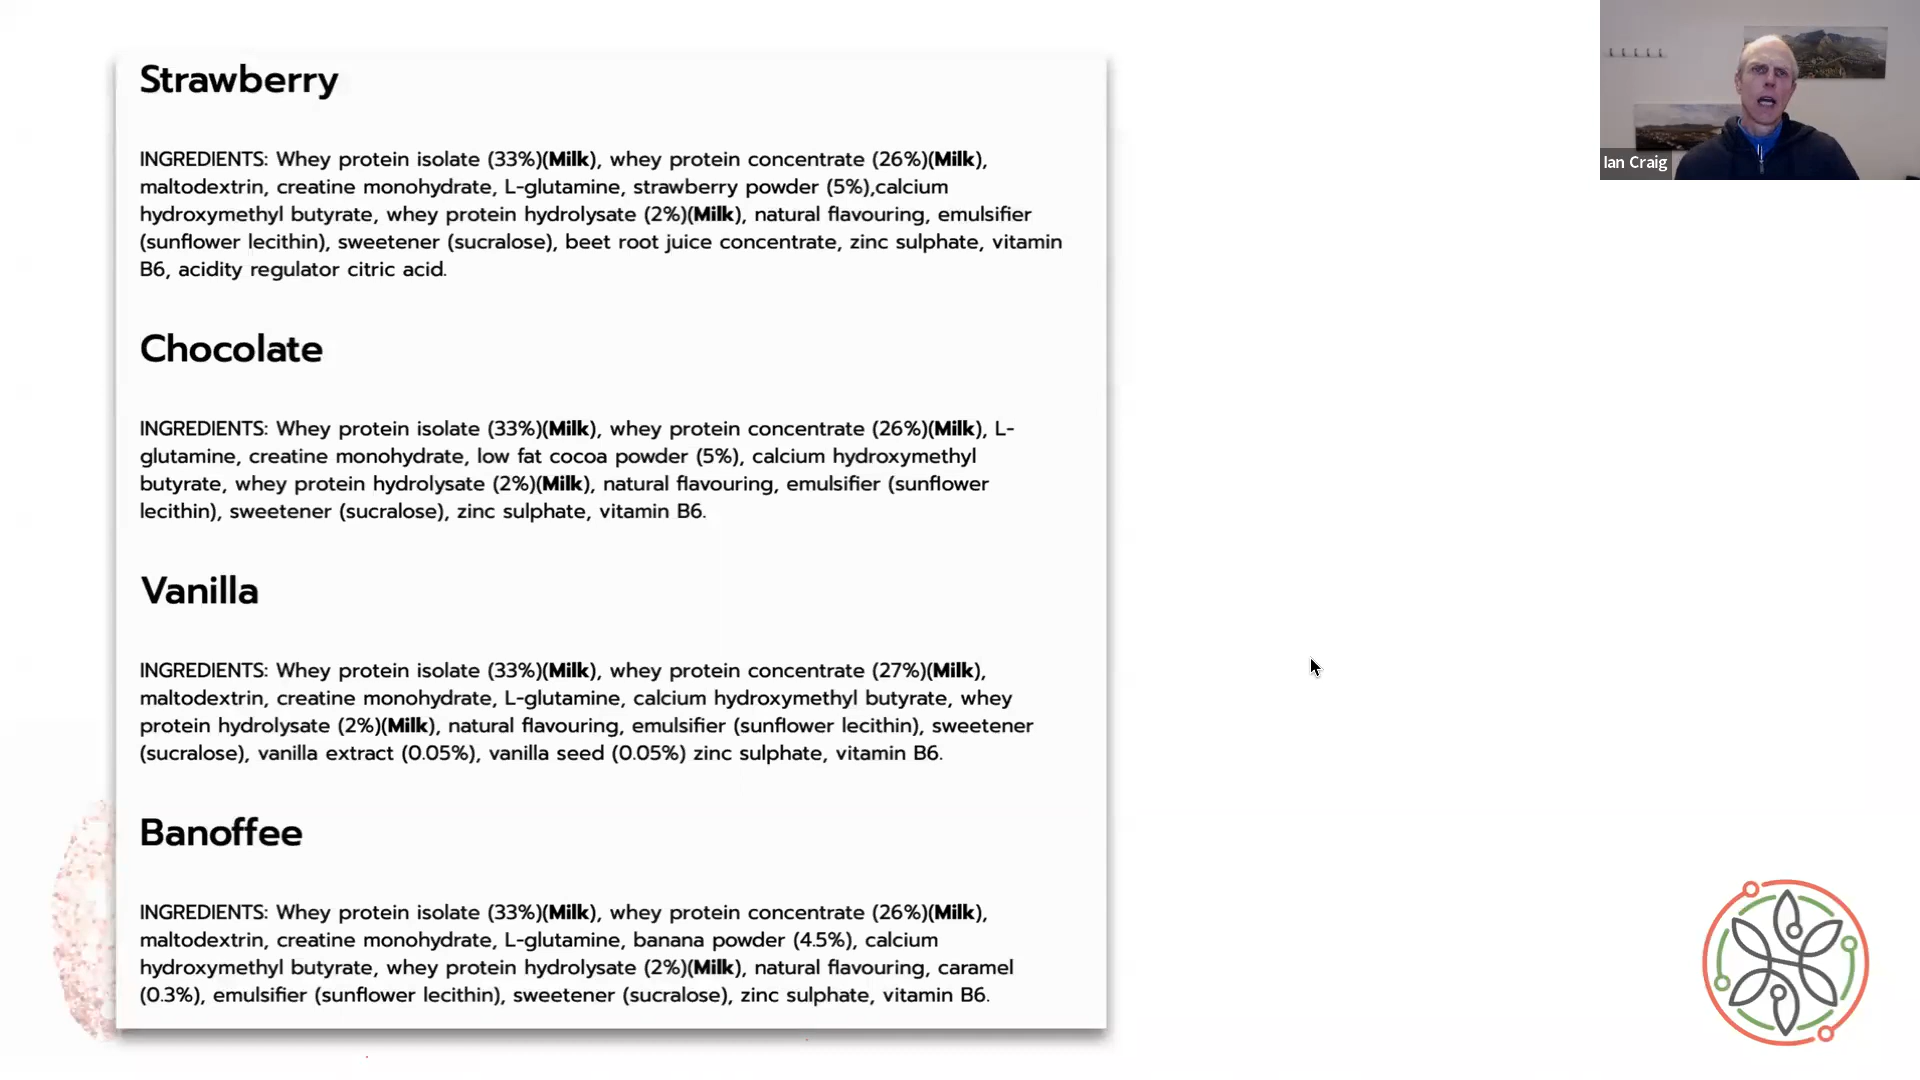 Strawberry
INGREDIENTS: Whey protein isolate (33%)(Milk), whey protein concentrate (26%)(Milk),
maltodextrin, creatine monohydrate, L-glutamine, strawberry powder (5%),calcium
hydroxymethyl butyrate, whey protein hydrolysate (2%)(Milk), natural flavouring, emulsifier
(sunflower lecithin), sweetener (sucralose), beet root juice concentrate, zinc sulphate, vitamin
B6, acidity regulator citric acid.
Chocolate
INGREDIENTS: Whey protein isolate (33%)(Milk), whey protein concentrate (26%)(Milk), L-
glutamine, creatine monohydrate, low fat cocoa powder (5%), calcium hydroxymethyl
butyrate, whey protein hydrolysate (2%)(Milk), natural flavouring, emulsifier (sunflower
lecithin), sweetener (sucralose), zinc sulphate, vitamin B6.
Vanilla
INGREDIENTS: Whey protein isolate (33%)(Milk), whey protein concentrate (27%)(Milk),
maltodextrin, creatine monohydrate, L-glutamine, calcium hydroxymethyl butyrate, whey
protein hydrolysate (2%)(Milk), natural flavouring, emulsifier (sunflower lecithin), sweetener
(sucralose), vanilla extract (0.05%), vanilla seed (0.05%) zinc sulphate, vitamin B6.
Banoffee
INGREDIENTS: Whey protein isolate (33%)(Milk), whey protein concentrate (26%)(Milk),
maltodextrin, creatine monohydrate, L-glutamine, banana powder (4.5%), calcium
hydroxymethyl butyrate, whey protein hydrolysate (2%)(Milk), natural flavouring, caramel
(0.3%), emulsifier (sunflower lecithin), sweetener (sucralose), zinc sulphate, vitamin B6.
Ian Craig